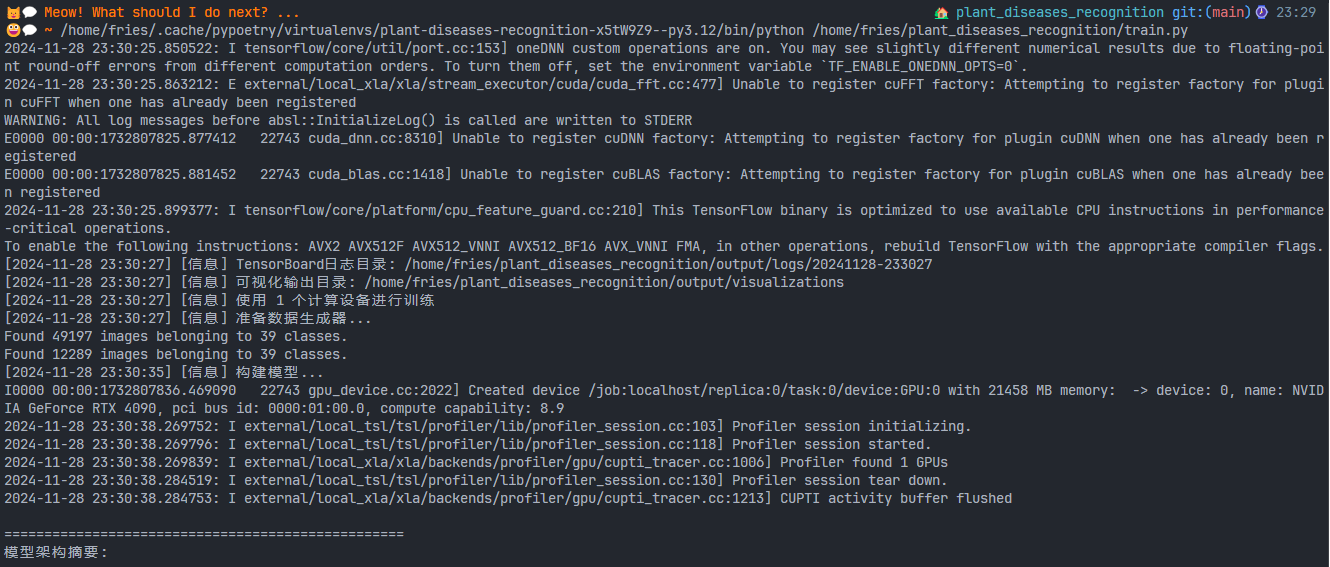 Meow! What should I do next? ... plant_diseases_recognition git:(main) 23:29
~ /home/fries/.cache/pypoetry/virtualenvs/plant-diseases-recognition-x5tW9Z9--py3.12/bin/python /home/fries/plant_diseases_recognition/train.py
2024-11-28 23:30:25.850522: I tensorflow/core/util/port.cc:153] oneDNN custom operations are on. You may see slightly different numerical results due to floating-poi
nt round-off errors from different computation orders. To turn them off, set the environment variable `TF_ENABLE_ONEDNN_OPTS=0`.
2024-11-28 23:30:25.863212: E external/local_xla/xla/stream_executor/cuda/cuda_fft.cc:477] Unable to register cuFFT factory: Attempting to register factory for plugi
n cuFFT when one has already been registered
WARNING: All log messages before absl::InitializeLog() is called are written to STDERR
E0000 00:00:1732807825.877412   22743 cuda_dnn.cc:8310] Unable to register cuDNN factory: Attempting to register factory for plugin cuDNN when one has already been r
egistered
E0000 00:00:1732807825.881452   22743 cuda_blas.cc:1418] Unable to register cuBLAS factory: Attempting to register factory for plugin cuBLAS when one has already bee
n registered
2024-11-28 23:30:25.899377: I tensorflow/core/platform/cpu_feature_guard.cc:210] This TensorFlow binary is optimized to use available CPU instructions in performance
-critical operations.
To enable the following instructions: AVX2 AVX512F AVX512_VNNI AVX512_BF16 AVX_VNNI FMA, in other operations, rebuild TensorFlow with the appropriate compiler flags.
[2024-11-28 23:30:27] [信息] TensorBoard日志目录: /home/fries/plant_diseases_recognition/output/logs/20241128-233027
[2024-11-28 23:30:27] [信息] 可视化输出目录: /home/fries/plant_diseases_recognition/output/visualizations
[2024-11-28 23:30:27] [信息] 使用 1 个计算设备进行训练
[2024-11-28 23:30:27] [信息] 准备数据生成器...
Found 49197 images belonging to 39 classes.
Found 12289 images belonging to 39 classes.
[2024-11-28 23:30:35] [信息] 构建模型...
I0000 00:00:1732807836.469090   22743 gpu_device.cc:2022] Created device /job:localhost/replica:0/task:0/device:GPU:0 with 21458 MB memory:  -> device: 0, name: NVID
IA GeForce RTX 4090, pci bus id: 0000:01:00.0, compute capability: 8.9
2024-11-28 23:30:38.269752: I external/local_tsl/tsl/profiler/lib/profiler_session.cc:103] Profiler session initializing.
2024-11-28 23:30:38.269796: I external/local_tsl/tsl/profiler/lib/profiler_session.cc:118] Profiler session started.
2024-11-28 23:30:38.269839: I external/local_xla/xla/backends/profiler/gpu/cupti_tracer.cc:1006] Profiler found 1 GPUs
2024-11-28 23:30:38.284519: I external/local_tsl/tsl/profiler/lib/profiler_session.cc:130] Profiler session tear down.
2024-11-28 23:30:38.284753: I external/local_xla/xla/backends/profiler/gpu/cupti_tracer.cc:1213] CUPTI activity buffer flushed
==================================================
模型架构摘要: